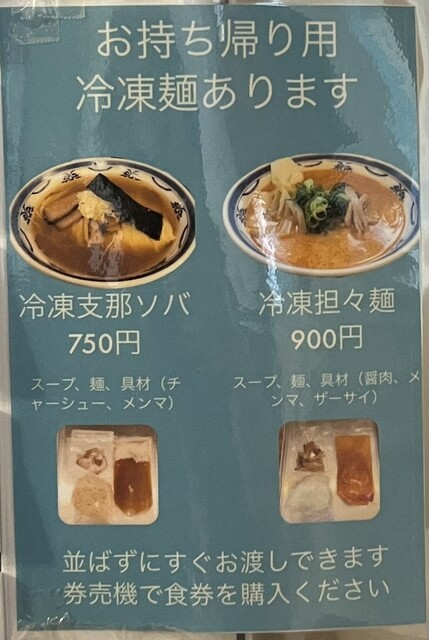 お持ち帰り用
冷凍麺あります
冷凍支那ソバ
750円
スープ、麺、具材（チ
ャーシュー、メンマ）
冷凍担々麺
900円
スープ、麺、具材（醤肉、メ
ンマ、ザーサイ）
並ばずにすぐお渡しできます
券売機で食券を購入ください